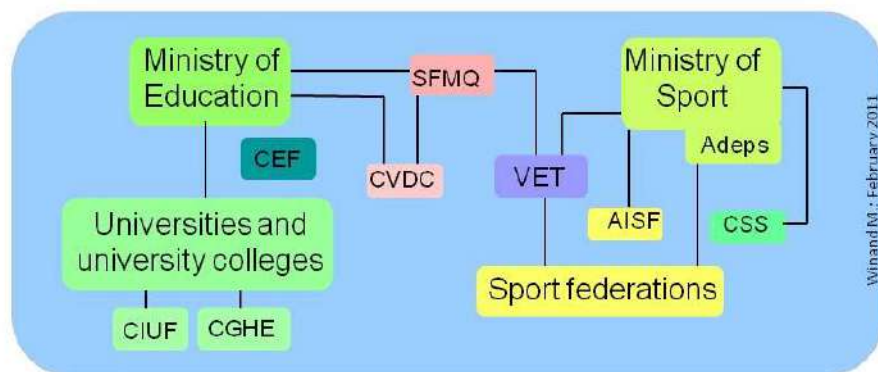 Ministry of
Education
SFMQ
Ministry of
Sport
Adeps
CEF
CVDC
VET
Universities and
university colleges
AISF
CSS
Sport federations
CIUF
CGHE
Winand M.: February 2011